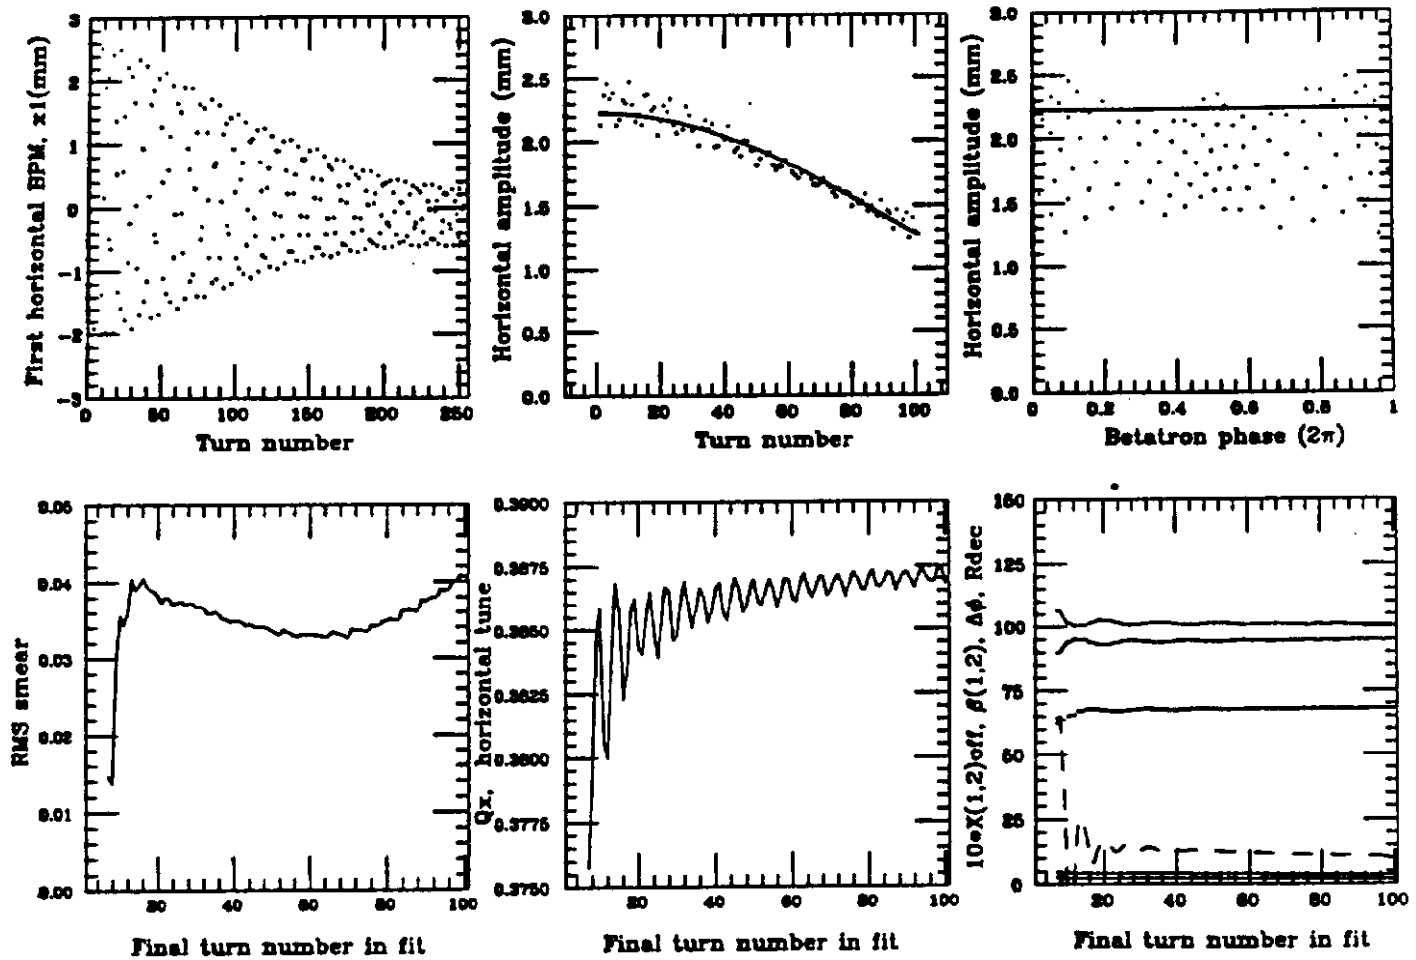 First horizontal BPM, x1(mm)
3
2
1
0
-1
-2
-3
0 50 100 150 200 250
Turn number
Horizontal amplitude (mm)
3.0
2.5
2.0
1.5
1.0
0.5
0.0
0 20 40 60 80 100
Turn number
Horizontal amplitude (mm)
3.0
2.5
2.0
1.5
1.0
0.5
0.0
0 0.2 0.4 0.6 0.8 1
Betatron phase (2π)
RMS smear
0.05
0.04
0.03
0.02
0.01
0.00
20 40 60 80 100
Final turn number in fit
Qx, horizontal tune
0.3900
0.3875
0.3850
0.3825
0.3800
0.3775
0.3750
20 40 60 80 100
Final turn number in fit
10*X(1,2)off, β(1,2), Δϕ, Rdec
150
125
100
75
50
25
0
20 40 60 80 100
Final turn number in fit